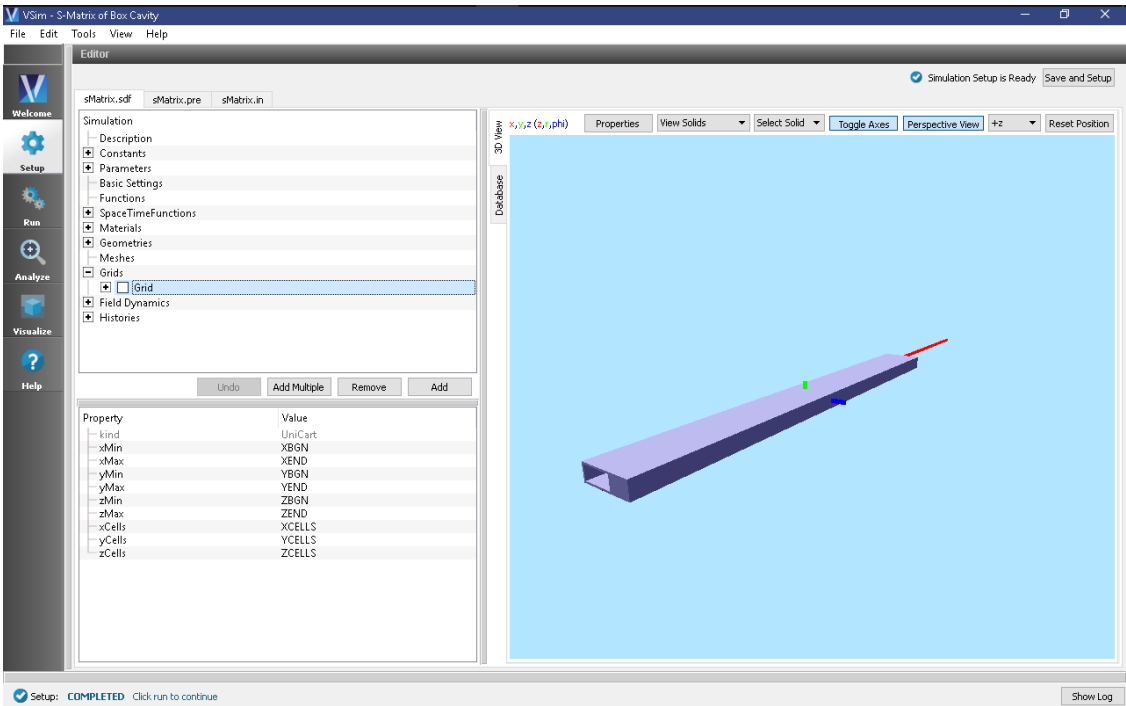 VSim - S-Matrix of Box Cavity
File Edit Tools View Help
Editor
Simulation Setup is Ready Save and Setup
Welcome
Setup
Run
Analyze
Visualize
Help
sMatrix.sdf sMatrix.pre sMatrix.in
Simulation
Description
Constants
Parameters
Basic Settings
Functions
SpaceTimeFunctions
Materials
Geometries
Meshes
Grids
Grid
Field Dynamics
Histories
Undo Add Multiple Remove Add
Property Value
kind UniCart
xMin XBGN
xMax XEND
yMin YBGN
yMax YEND
zMin ZBGN
zMax ZEND
xCells XCELLS
yCells YCELLS
zCells ZCELLS
3D View
Database
x,y,z (z,r,phi) Properties View Solids Select Solid Toggle Axes Perspective View +z Reset Position
Setup: COMPLETED Click run to continue
Show Log